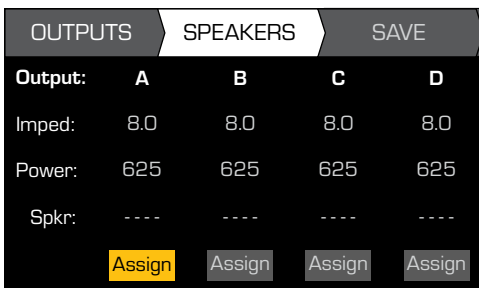 OUTPUTS SPEAKERS SAVE
Output: A B C D
Imped: 8.0 8.0 8.0 8.0
Power: 625 625 625 625
Spkr: ---- ---- ---- ----
Assign Assign Assign Assign